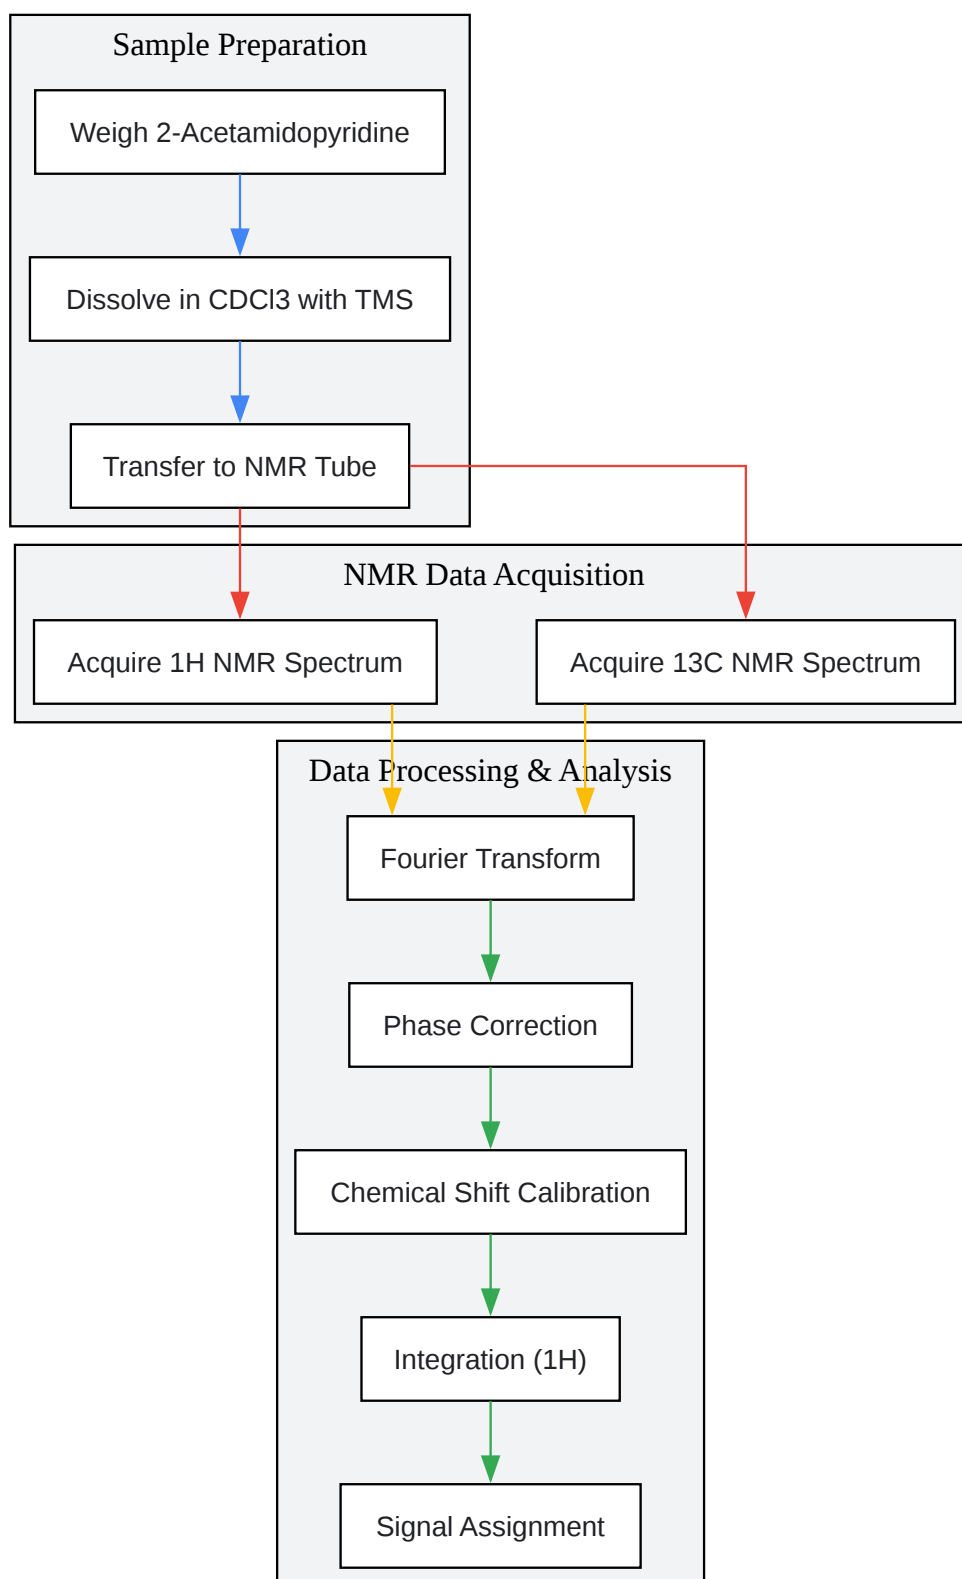 Sample Preparation
Weigh 2-Acetamidopyridine
Dissolve in CDCl3 with TMS
Transfer to NMR Tube
NMR Data Acquisition
Acquire 1H NMR Spectrum
Acquire 13C NMR Spectrum
Data Processing & Analysis
Fourier Transform
Phase Correction
Chemical Shift Calibration
Integration (1H)
Signal Assignment